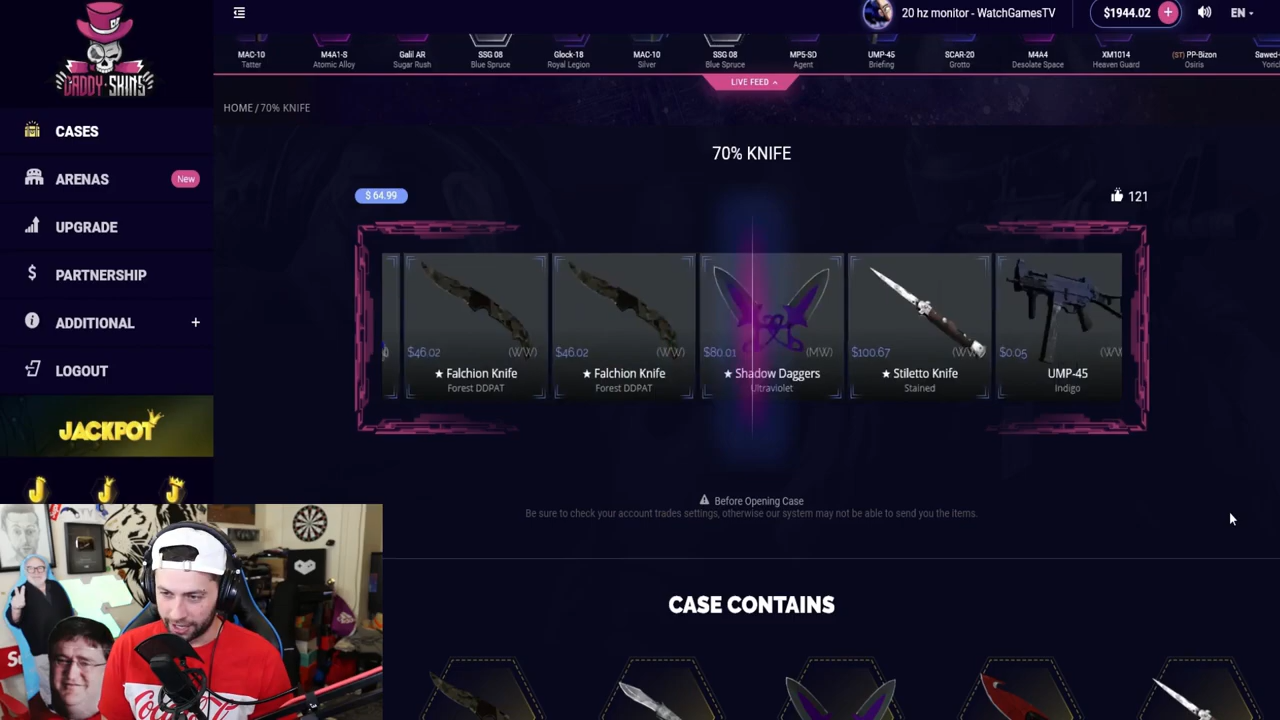 20 hz monitor - WatchGamesTV
$1944.02
+
EN
DADDY SKINS
MAC-10
Tatter
M4A1-S
Atomic Alloy
Galil AR
Sugar Rush
SSG 08
Blue Spruce
Glock-18
Royal Legion
MAC-10
Silver
SSG 08
Blue Spruce
MP5-SD
Agent
UMP-45
Briefing
SCAR-20
Grotto
M4A4
Desolate Space
XM1014
Heaven Guard
(ST) PP-Bizon
Osiris
Sawed-
LIVE FEED
CASES
ARENAS
New
UPGRADE
$
PARTNERSHIP
ADDITIONAL
+
LOGOUT
JACKPOT
J
J
J
HOME / 70% KNIFE
70% KNIFE
$ 64.99
121
$46.02
(WW)
★ Falchion Knife
Forest DDPAT
$46.02
(WW)
★ Falchion Knife
Forest DDPAT
$80.01
(MW)
★ Shadow Daggers
Ultraviolet
$100.67
(WW)
★ Stiletto Knife
Stained
$0.05
(WW
UMP-45
Indigo
Before Opening Case
Be sure to check your account trades settings, otherwise our system may not be able to send you the items.
CASE CONTAINS